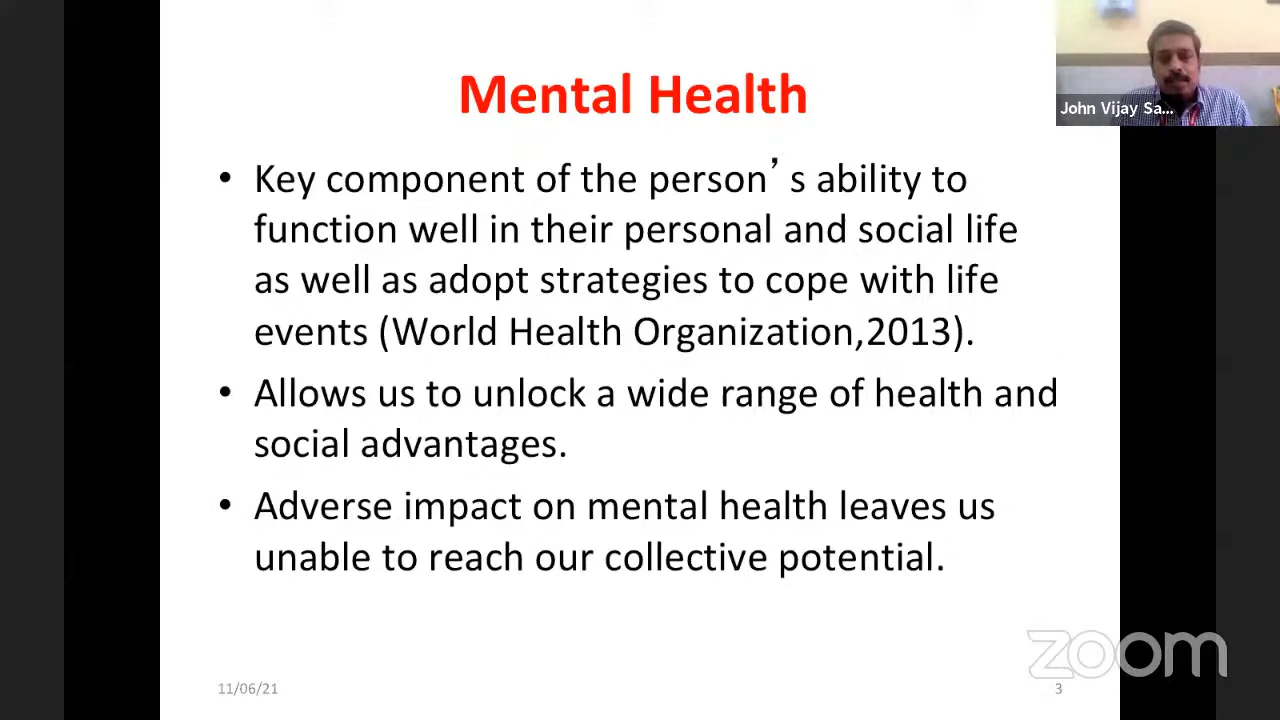 Mental Health
John Vijay Sa...
• Key component of the person’s ability to
function well in their personal and social life
as well as adopt strategies to cope with life
events (World Health Organization,2013).
• Allows us to unlock a wide range of health and
social advantages.
• Adverse impact on mental health leaves us
unable to reach our collective potential.
zoom
11/06/21
3